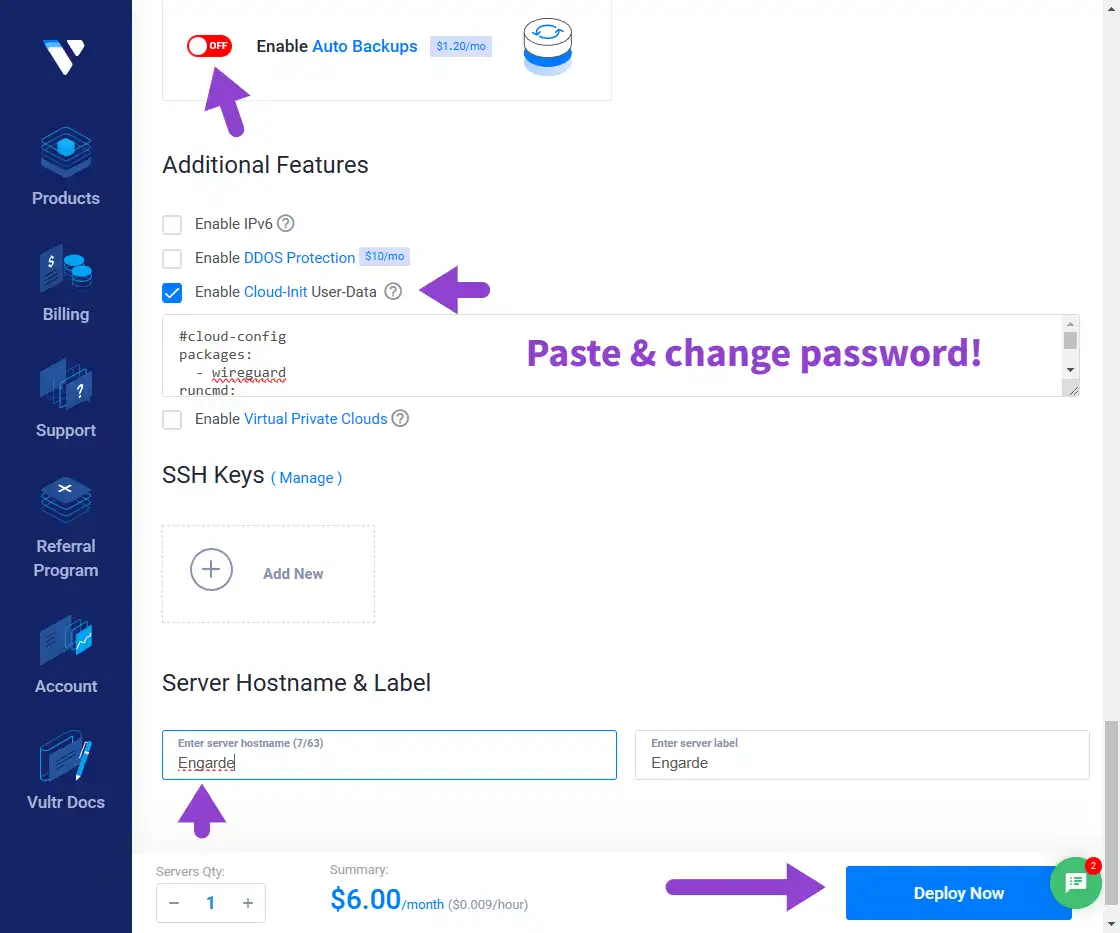 OFF
Enable Auto Backups $1.20/mo
Additional Features
Products
Enable IPv6 ?
Enable DDOS Protection $10/mo
Enable Cloud-Init User-Data ?
Billing
#cloud-config
packages:
- wireguard
runcmd:
Paste & change password!
Enable Virtual Private Clouds ?
Support
SSH Keys ( Manage )
Referral
Program
+ Add New
Account
Server Hostname & Label
Enter server hostname (7/63)
Engarde
Enter server label
Engarde
Vultr Docs
Servers Qty:
− 1 +
Summary:
$6.00/month ($0.009/hour)
Deploy Now
2